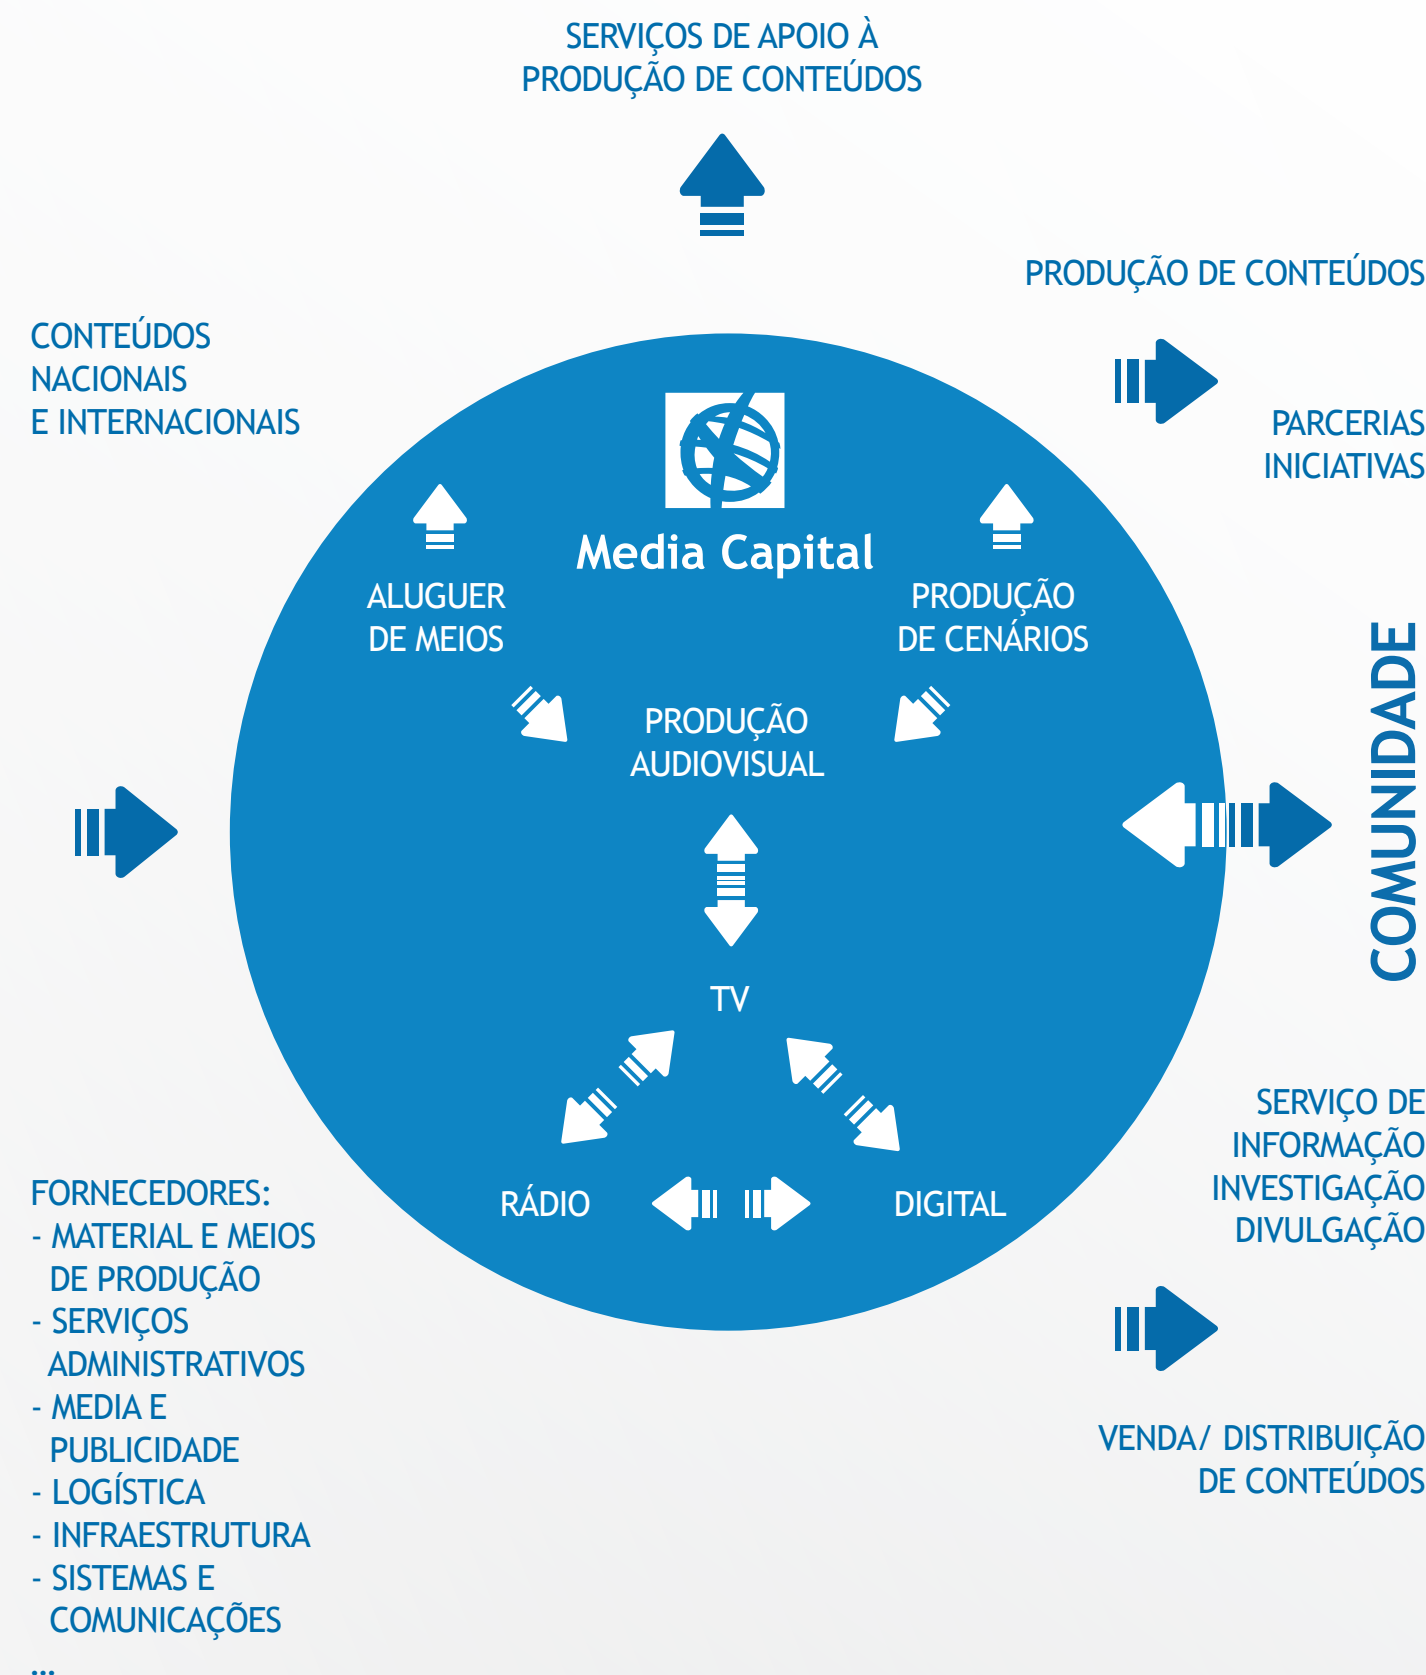 SERVIÇOS DE APOIO À
PRODUÇÃO DE CONTEÚDOS
PRODUÇÃO DE CONTEÚDOS
PARCERIAS
INICIATIVAS
CONTEÚDOS
NACIONAIS
E INTERNACIONAIS
Media Capital
ALUGUER
DE MEIOS
PRODUÇÃO
DE CENÁRIOS
PRODUÇÃO
AUDIOVISUAL
TV
RÁDIO
DIGITAL
COMUNIDADE
SERVIÇO DE
INFORMAÇÃO
INVESTIGAÇÃO
DIVULGAÇÃO
VENDA/ DISTRIBUIÇÃO
DE CONTEÚDOS
FORNECEDORES:
- MATERIAL E MEIOS
DE PRODUÇÃO
- SERVIÇOS
ADMINISTRATIVOS
- MEDIA E
PUBLICIDADE
- LOGÍSTICA
- INFRAESTRUTURA
- SISTEMAS E
COMUNICAÇÕES
...